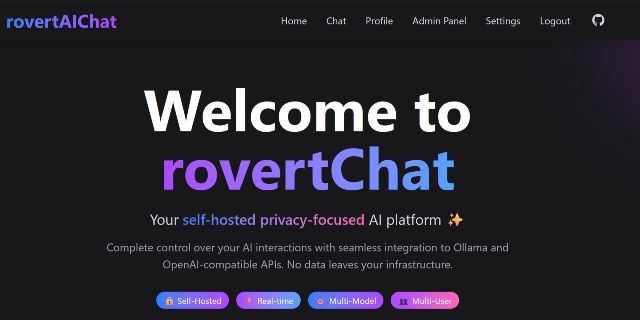 rovertAIChat
Home Chat Profile Admin Panel Settings Logout
Welcome to
rovertChat
Your self-hosted privacy-focused AI platform ✨
Complete control over your AI interactions with seamless integration to Ollama and
OpenAI-compatible APIs. No data leaves your infrastructure.
🔒 Self-Hosted Real-time 🎯 Multi-Model 👥 Multi-User